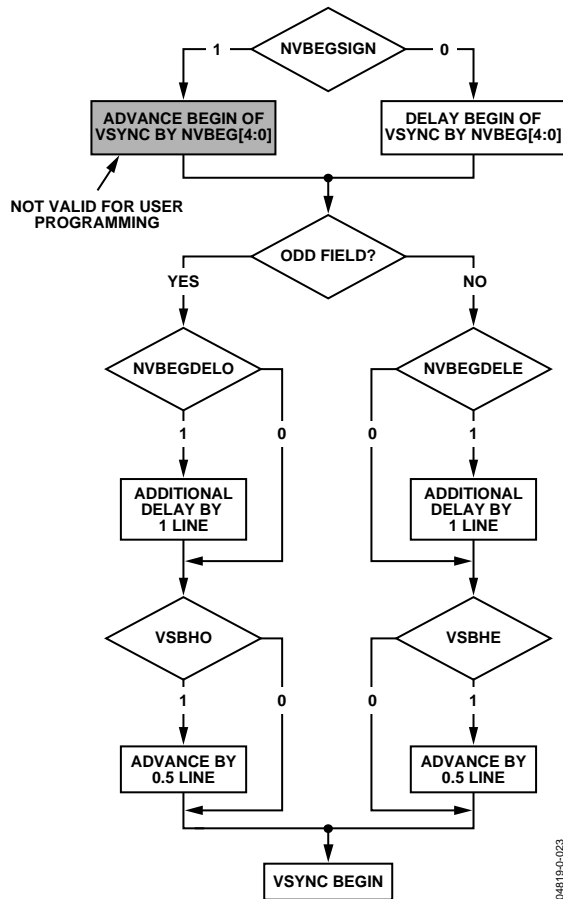 NVBEGSIGN
1
0
ADVANCE BEGIN OF
VSYNC BY NVBEG[4:0]
DELAY BEGIN OF
VSYNC BY NVBEG[4:0]
NOT VALID FOR USER
PROGRAMMING
ODD FIELD?
YES
NO
NVBEGDELO
NVBEGDELE
1
0
0
1
ADDITIONAL
DELAY BY
1 LINE
ADDITIONAL
DELAY BY
1 LINE
VSBHO
VSBHE
1
0
0
1
ADVANCE BY
0.5 LINE
ADVANCE BY
0.5 LINE
VSYNC BEGIN
04819-0-023